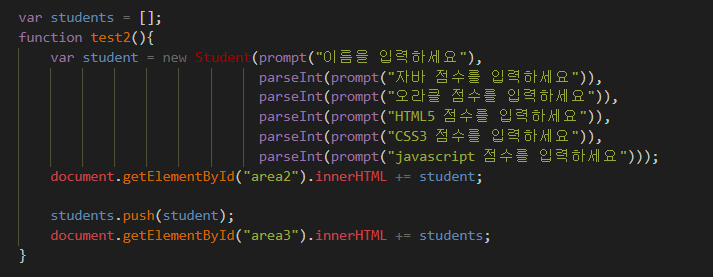 var students = [];
function test2(){
var student = new Student(prompt("이름을 입력하세요"),
parseInt(prompt("자바 점수를 입력하세요")),
parseInt(prompt("오라클 점수를 입력하세요")),
parseInt(prompt("HTML5 점수를 입력하세요")),
parseInt(prompt("CSS3 점수를 입력하세요")),
parseInt(prompt("javascript 점수를 입력하세요")));
document.getElementById("area2").innerHTML += student;
students.push(student);
document.getElementById("area3").innerHTML += students;
}